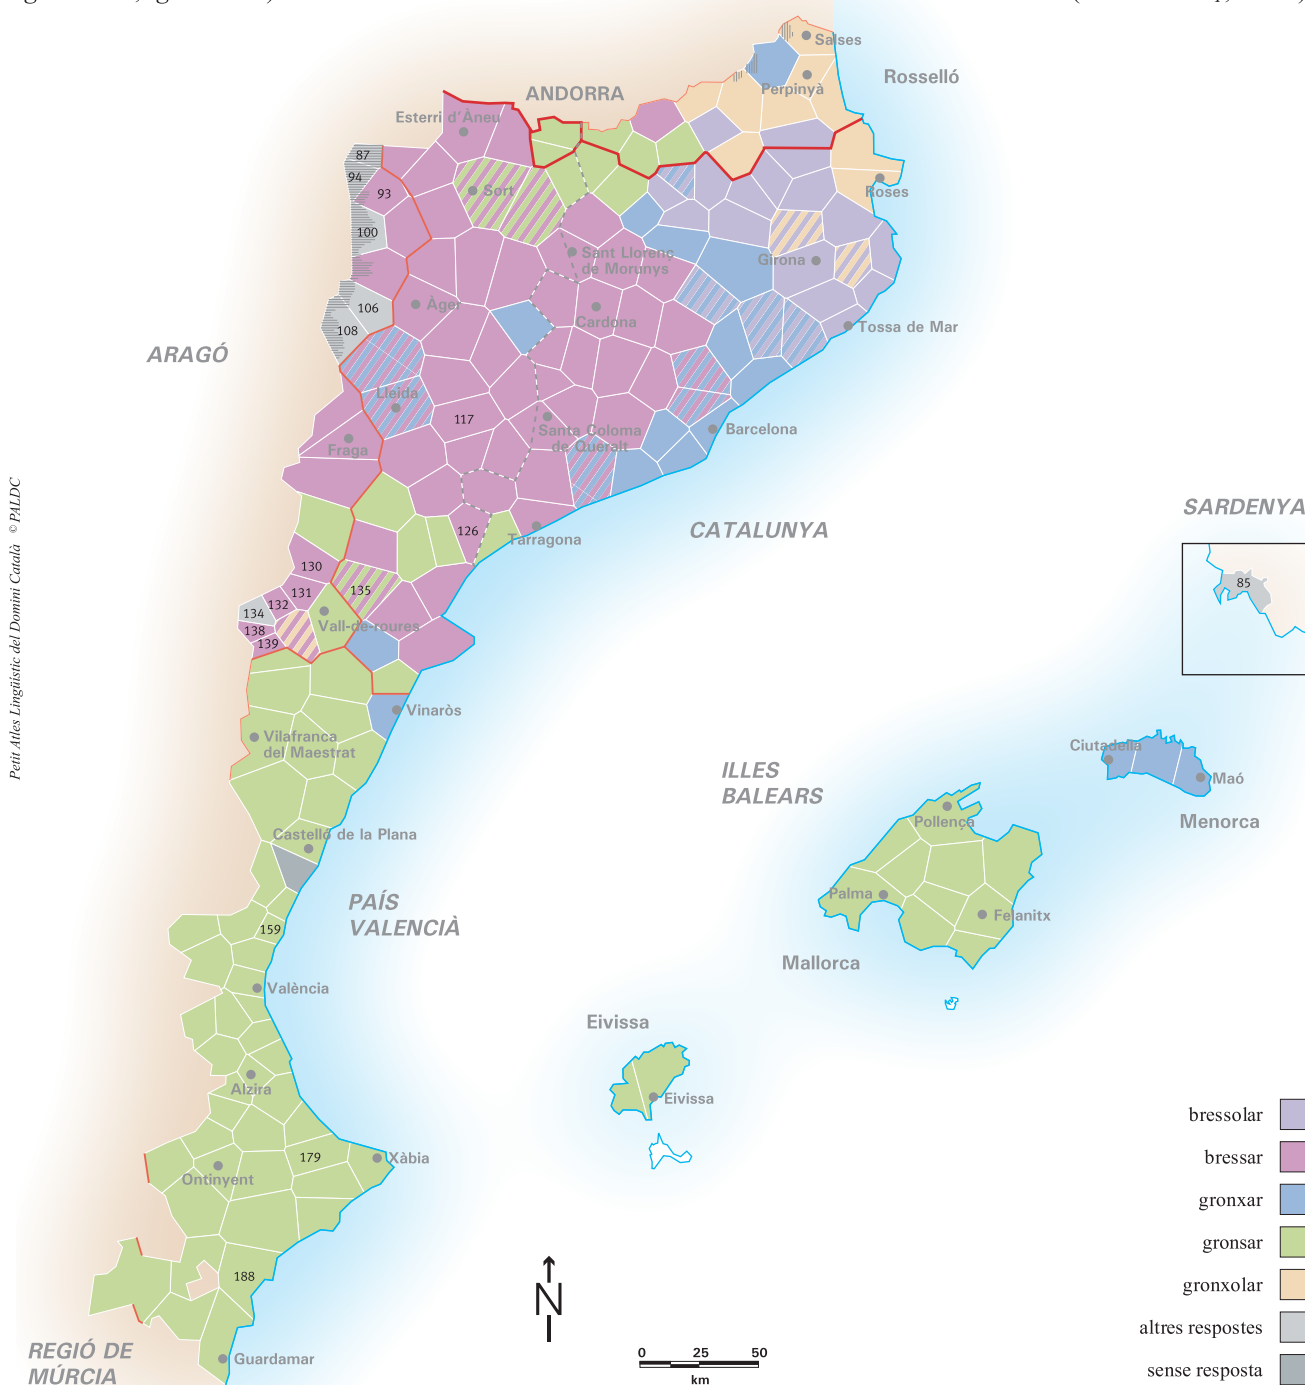 Salses
Rosselló
Perpinyà
ANDORRA
Esterri d'Àneu
87
94
93
Sort
Roses
100
Sant Llorenç
de Morunys
Girona
Àger
106
Cardona
108
Tossa de Mar
ARAGÓ
Lleida
117
Santa Coloma
de Queralt
Barcelona
Fraga
Petit Atles Lingüístic del Domini Català © PALDC
SARDENYA
126
Tarragona
CATALUNYA
130
135
85
131
132
134
Vall-de-roures
138
139
Vinaròs
Vilafranca
del Maestrat
Ciutadella
ILLES
BALEARS
Maó
Menorca
Pollença
Castelló de la Plana
Palma
Felanitx
PAÍS
VALENCIÀ
159
Mallorca
València
Eivissa
Alzira
Eivissa
bressolar
179
Xàbia
bressar
Ontinyent
gronxar
gronsar
188
gronxolar
N
altres respostes
REGIÓ DE
MÚRCIA
Guardamar
0 25 50
km
sense resposta